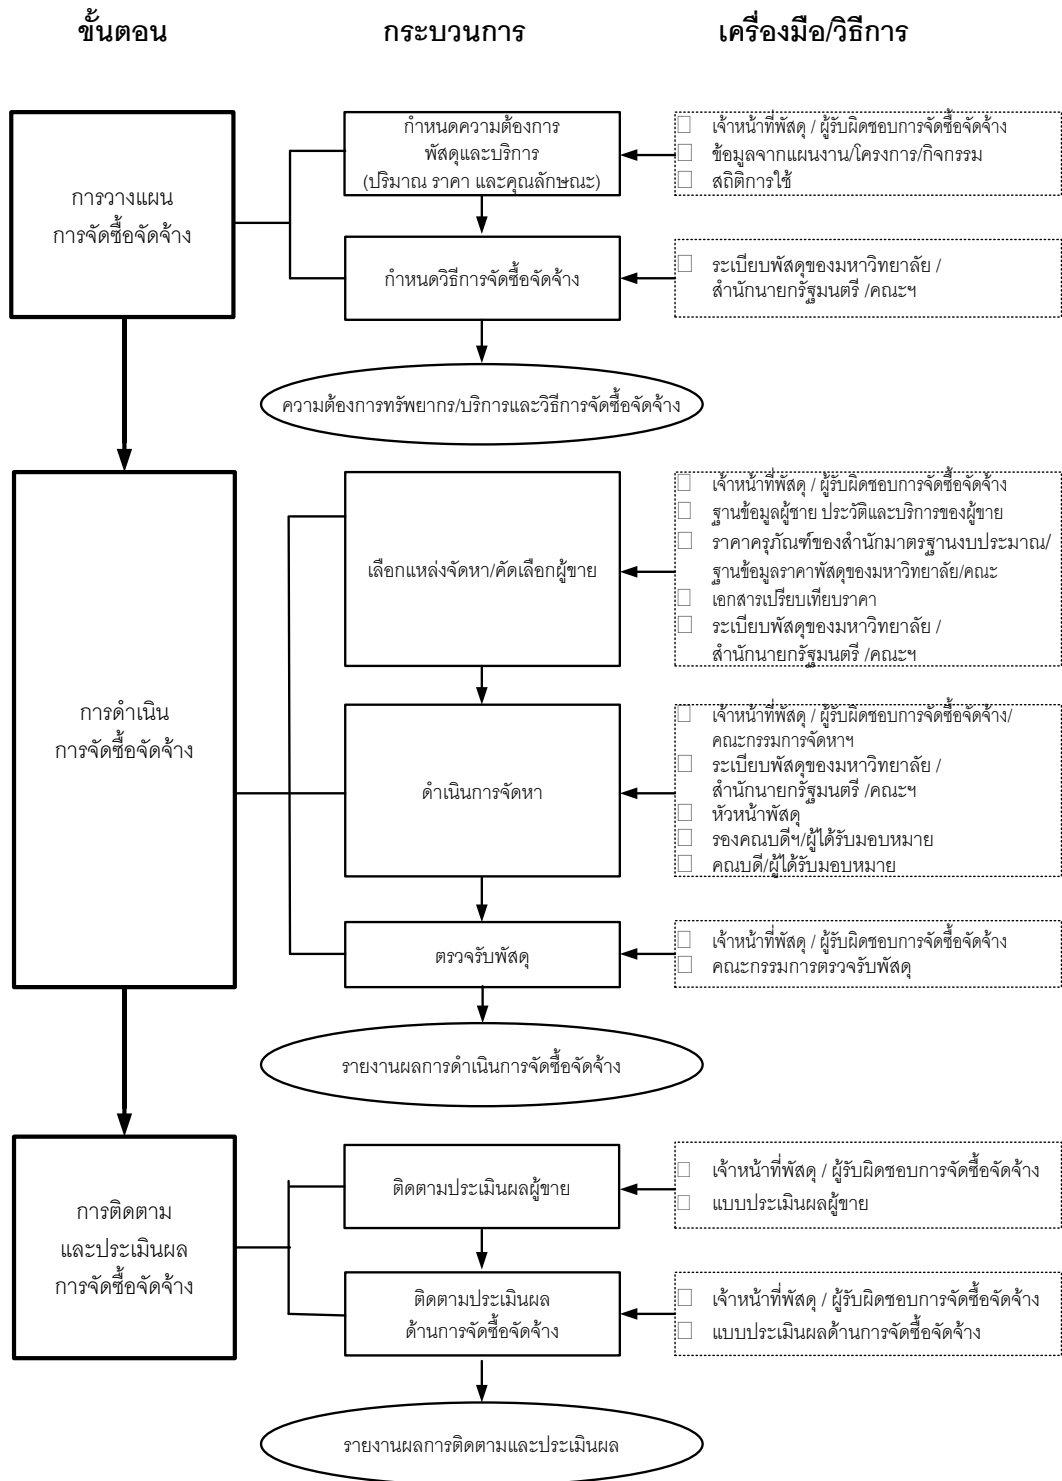 ขั้นตอน
กระบวนการ
เครื่องมือ/วิธีการ
การวางแผน
การจัดซื้อจัดจ้าง
กำหนดความต้องการ
พัสดุและบริการ
(ปริมาณ ราคา และคุณลักษณะ)
เจ้าหน้าที่พัสดุ / ผู้รับผิดชอบการจัดซื้อจัดจ้าง
ข้อมูลจากแผนงาน/โครงการ/กิจกรรม
สถิติการใช้
กำหนดวิธีการจัดซื้อจัดจ้าง
ระเบียบพัสดุของมหาวิทยาลัย /
สำนักนายกรัฐมนตรี /คณะฯ
ความต้องการทรัพยากร/บริการและวิธีการจัดซื้อจัดจ้าง
การดำเนิน
การจัดซื้อจัดจ้าง
เลือกแหล่งจัดหา/คัดเลือกผู้ขาย
เจ้าหน้าที่พัสดุ / ผู้รับผิดชอบการจัดซื้อจัดจ้าง
ฐานข้อมูลผู้ขาย ประวัติและบริการของผู้ขาย
ราคาครุภัณฑ์ของสำนักมาตรฐานงบประมาณ/
ฐานข้อมูลราคาพัสดุของมหาวิทยาลัย/คณะ
เอกสารเปรียบเทียบราคา
ระเบียบพัสดุของมหาวิทยาลัย /
สำนักนายกรัฐมนตรี /คณะฯ
ดำเนินการจัดหา
เจ้าหน้าที่พัสดุ / ผู้รับผิดชอบการจัดซื้อจัดจ้าง/
คณะกรรมการจัดหาฯ
ระเบียบพัสดุของมหาวิทยาลัย /
สำนักนายกรัฐมนตรี /คณะฯ
หัวหน้าพัสดุ
รองคณบดีฯ/ผู้ได้รับมอบหมาย
คณบดี/ผู้ได้รับมอบหมาย
ตรวจรับพัสดุ
เจ้าหน้าที่พัสดุ / ผู้รับผิดชอบการจัดซื้อจัดจ้าง
คณะกรรมการตรวจรับพัสดุ
รายงานผลการดำเนินการจัดซื้อจัดจ้าง
การติดตาม
และประเมินผล
การจัดซื้อจัดจ้าง
ติดตามประเมินผลผู้ขาย
เจ้าหน้าที่พัสดุ / ผู้รับผิดชอบการจัดซื้อจัดจ้าง
แบบประเมินผลผู้ขาย
ติดตามประเมินผล
ด้านการจัดซื้อจัดจ้าง
เจ้าหน้าที่พัสดุ / ผู้รับผิดชอบการจัดซื้อจัดจ้าง
แบบประเมินผลด้านการจัดซื้อจัดจ้าง
รายงานผลการติดตามและประเมินผล